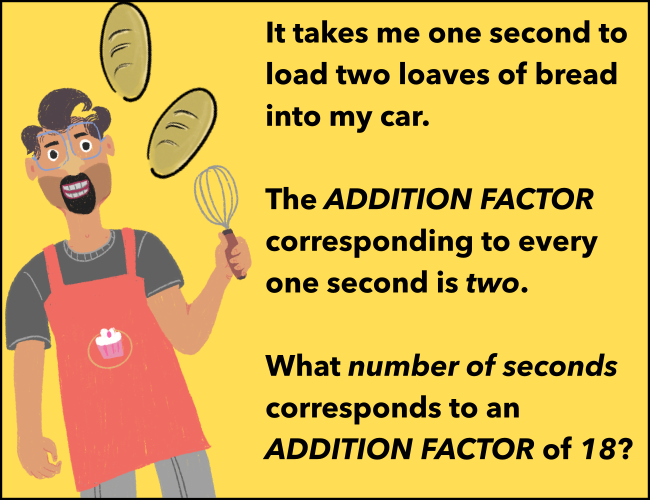 It takes me one second to
load two loaves of bread
into my car.
The ADDITION FACTOR
corresponding to every
one second is two.
What number of seconds
corresponds to an
ADDITION FACTOR of 18?